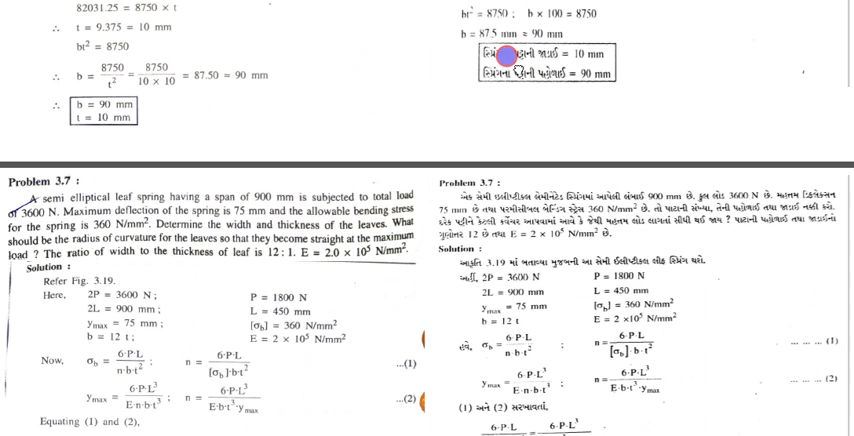 82031.25 = 8750 × t
∴ t = 9.375 = 10 mm
bt² = 8750
∴ b = 8750/t² = 8750/10 × 10 = 87.50 ≈ 90 mm
∴ b = 90 mm
t = 10 mm
bt² = 8750 ; b × 100 = 8750
b = 87.5 mm ≈ 90 mm
જાડાઈ = 10 mm
સ્પ્રિંગના પહોળાઈ = 90 mm
Problem 3.7 :
A semi elliptical leaf spring having a span of 900 mm is subjected to total load
of 3600 N. Maximum deflection of the spring is 75 mm and the allowable bending stress
for the spring is 360 N/mm². Determine the width and thickness of the leaves. What
should be the radius of curvature for the leaves so that they become straight at the maximum
load ? The ratio of width to the thickness of leaf is 12 : 1. E = 2.0 × 10⁵ N/mm².
Solution :
Refer Fig. 3.19.
Here, 2P = 3600 N ; P = 1800 N
2L = 900 mm ; L = 450 mm
yₘₐₓ = 75 mm ; [σb] = 360 N/mm²
b = 12 t ; E = 2 × 10⁵ N/mm²
Now, σb = 6·P·L/n·b·t² ; n = 6·P·L/[σb]·b·t² ...(1)
yₘₐₓ = 6·P·L³/E·n·b·t³ ; n = 6·P·L³/E·b·t³·yₘₐₓ ...(2)
Equating (1) and (2),
Problem 3.7 :
એક સેમી ઇલીપ્ટીકલ લેમીનેટેડ સ્પ્રિંગમાં આપેલી લંબાઈ 900 mm છે. કુલ લોડ 3600 N છે. મહત્તમ ડિફ્લેક્સન
75 mm છે તથા પરમીસીબલ બેન્ડિંગ સ્ટ્રેસ 360 N/mm² છે. તો પાટાની સંખ્યા, તેની પહોળાઈ તથા જાડાઈ નક્કી કરો.
દરેક પટ્ટીને કેટલી કર્વેચર આપવામાં આવે કે જેથી મહત્તમ લોડ લાગતાં સીધી થઈ જાય ? પાટાની પહોળાઈ તથા જાડાઈનો
ગુણોત્તર 12 છે તથા E = 2 × 10⁵ N/mm² છે.
Solution :
આકૃતિ 3.19 માં બતાવ્યા મુજબની આ સેમી ઈલીપ્ટીકલ લીફ સ્પ્રિંગ થશે.
અહીં, 2P = 3600 N P = 1800 N
2L = 900 mm L = 450 mm
yₘₐₓ = 75 mm [σb] = 360 N/mm²
b = 12 t E = 2 ×10⁵ N/mm²
હવે, σb = 6·P·L/n·b·t² : n = 6·P·L/[σb]·b·t² ... ... ... (1)
yₘₐₓ = 6·P·L³/E·n·b·t³ : n = 6·P·L³/E·b·t³·yₘₐₓ ... ... ... (2)
(1) અને (2) સરખાવતાં,
6·P·L = 6·P·L³